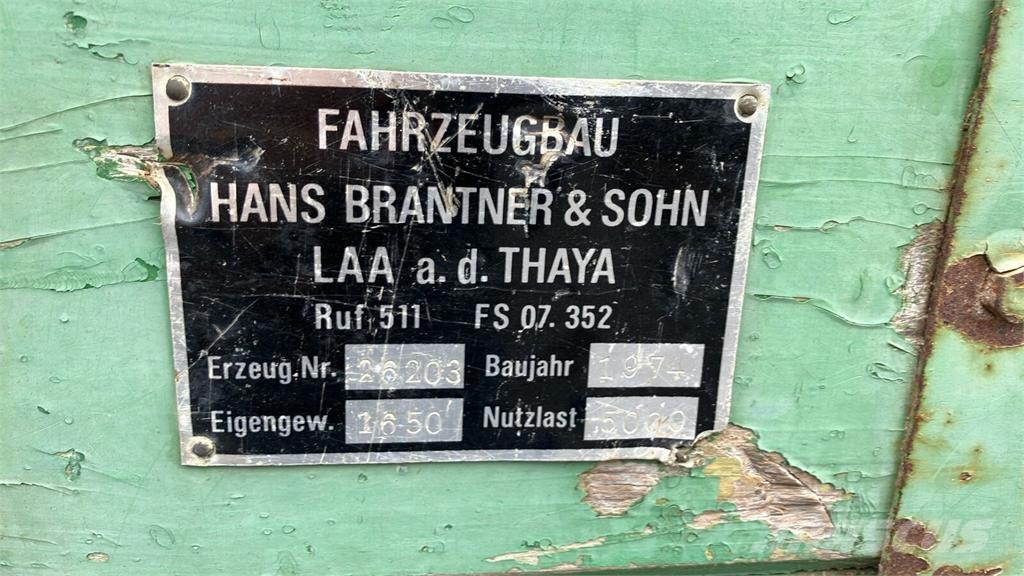 FAHRZEUGBAU
HANS BRANTNER & SOHN
LAA a. d. THAYA
Ruf 511 FS 07. 352
Erzeug.Nr. 26203 Baujahr 1974
Eigengew. 1650 Nutzlast 5000